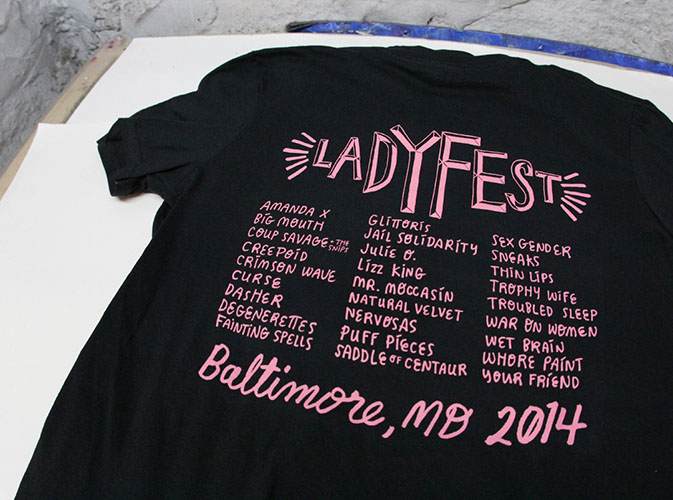 LADYFEST
AMANDA X
BIG MOUTH
COUP SAVAGE + THE SNIPS
CREEPOID
CRIMSON WAVE
CURSE
DASHER
DEGENERETTES
FAINTING SPELLS
GLITTORIS
JAIL SOLIDARITY
JULIE O.
LIZZ KING
MR. MOCCASIN
NATURAL VELVET
NERVOSAS
PUFF PIECES
SADDLE OF CENTAUR
SEX GENDER
SNEAKS
THIN LIPS
TROPHY WIFE
TROUBLED SLEEP
WAR ON WOMEN
WET BRAIN
WHORE PAINT
YOUR FRIEND
Baltimore, MD 2014